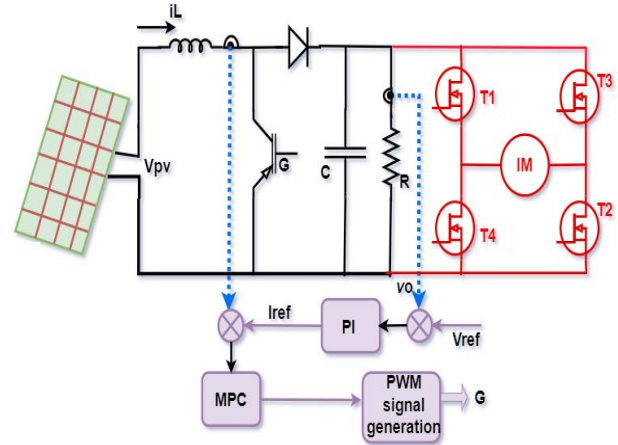 iL
Vpv
G
C
R
T1
T3
IM
T4
T2
vo
Iref
PI
Vref
MPC
PWM
signal
generation
G